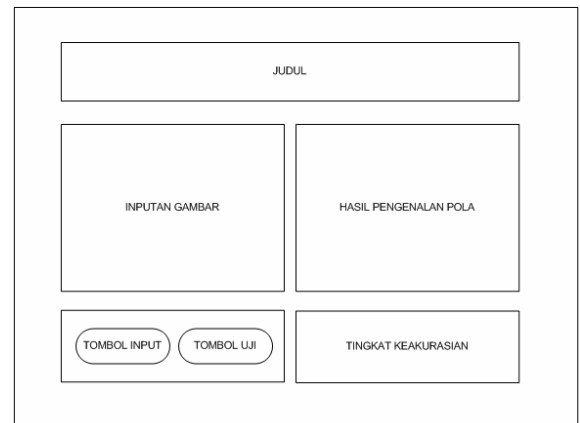 JUDUL
INPUTAN GAMBAR
HASIL PENGENALAN POLA
TOMBOL INPUT
TOMBOL UJI
TINGKAT KEAKURASIAN